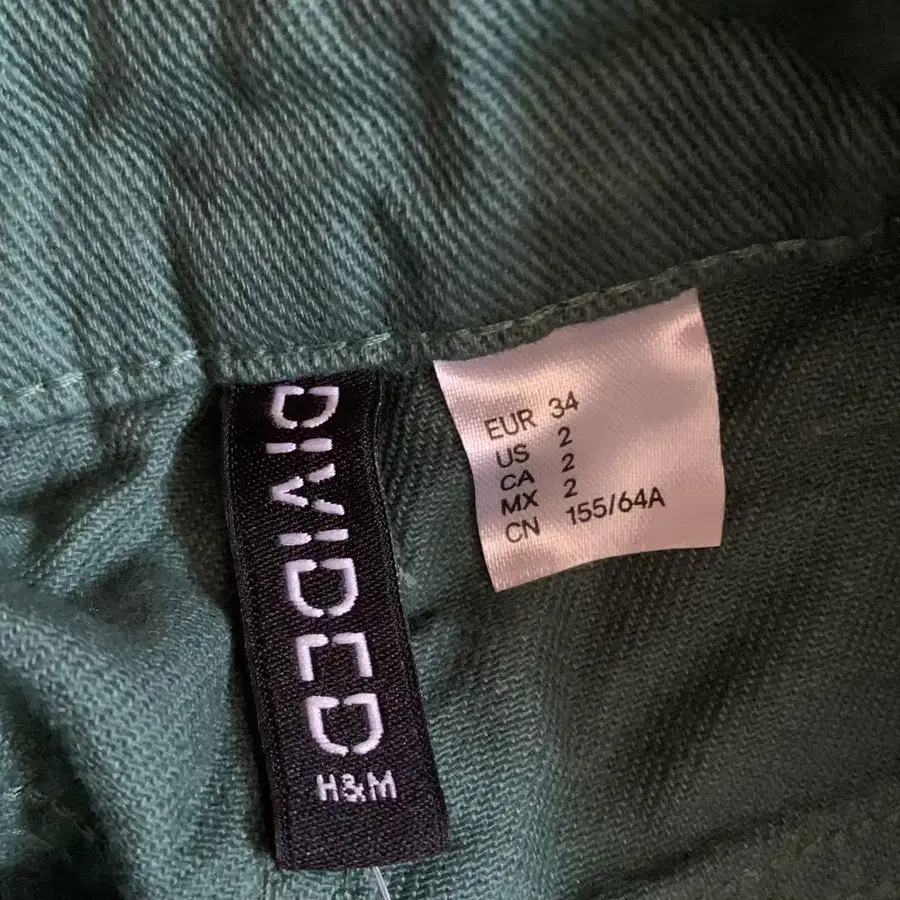 DIVIDED
H&M
EUR 34
US 2
CA 2
MX 2
CN 155/64A